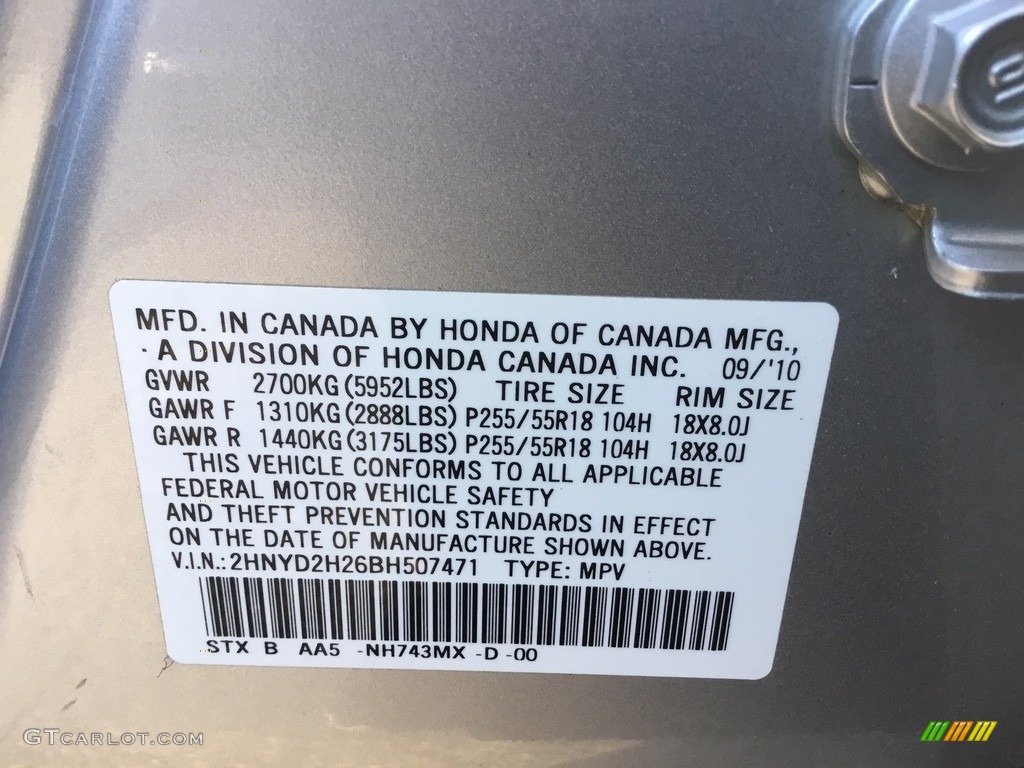 MFD. IN CANADA BY HONDA OF CANADA MFG.,
· A DIVISION OF HONDA CANADA INC. 09/'10
GVWR 2700KG (5952LBS) TIRE SIZE RIM SIZE
GAWR F 1310KG (2888LBS) P255/55R18 104H 18X8.0J
GAWR R 1440KG (3175LBS) P255/55R18 104H 18X8.0J
THIS VEHICLE CONFORMS TO ALL APPLICABLE
FEDERAL MOTOR VEHICLE SAFETY
AND THEFT PREVENTION STANDARDS IN EFFECT
ON THE DATE OF MANUFACTURE SHOWN ABOVE.
V.I.N.: 2HNYD2H26BH507471 TYPE: MPV
STX B AA5 -NH743MX -D -00
GTCARLOT.COM